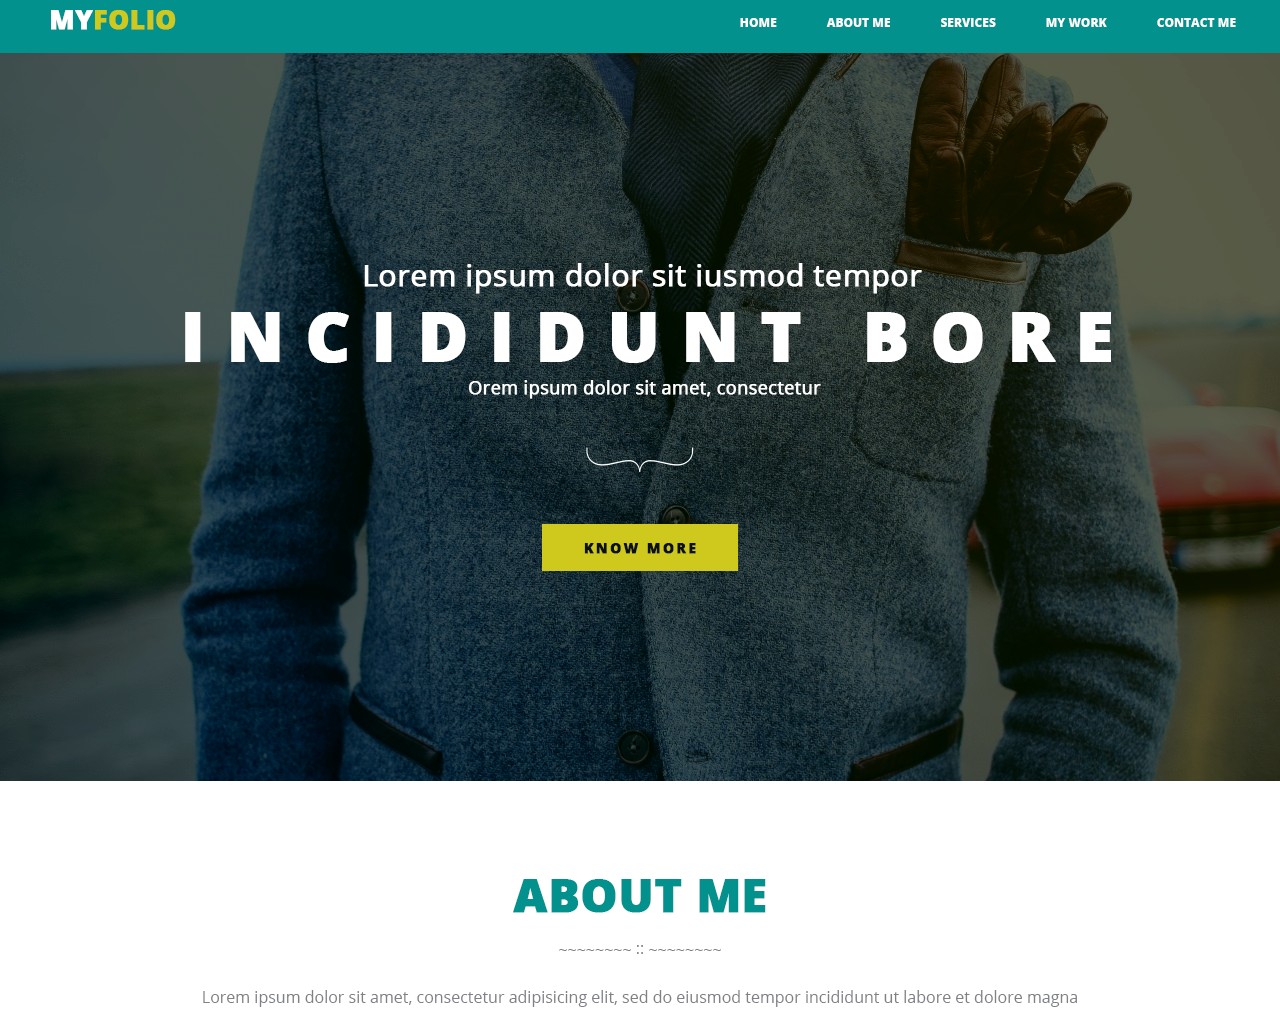 MYFOLIO
HOME ABOUT ME SERVICES MY WORK CONTACT ME
Lorem ipsum dolor sit iusmod tempor
INCIDIDUNT BORE
Orem ipsum dolor sit amet, consectetur
KNOW MORE
ABOUT ME
~~~~~~~~ :: ~~~~~~~~
Lorem ipsum dolor sit amet, consectetur adipisicing elit, sed do eiusmod tempor incididunt ut labore et dolore magna